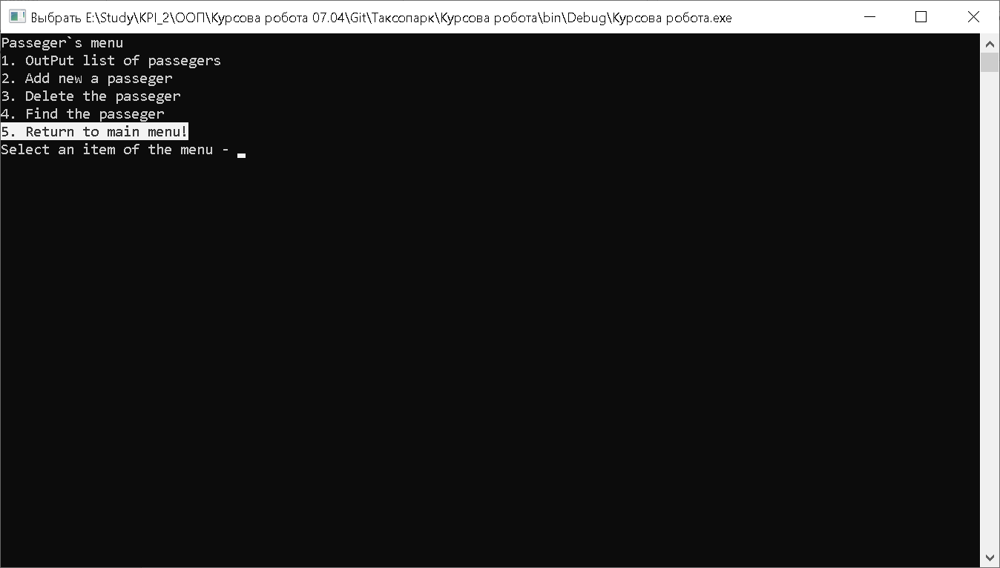 Выбрать E:\Study\KPI_2\ООП\Курсова робота 07.04\Git\Таксопарк\Курсова робота\bin\Debug\Курсова робота.exe
Passeger`s menu
1. OutPut list of passegers
2. Add new a passeger
3. Delete the passeger
4. Find the passeger
5. Return to main menu!
Select an item of the menu -